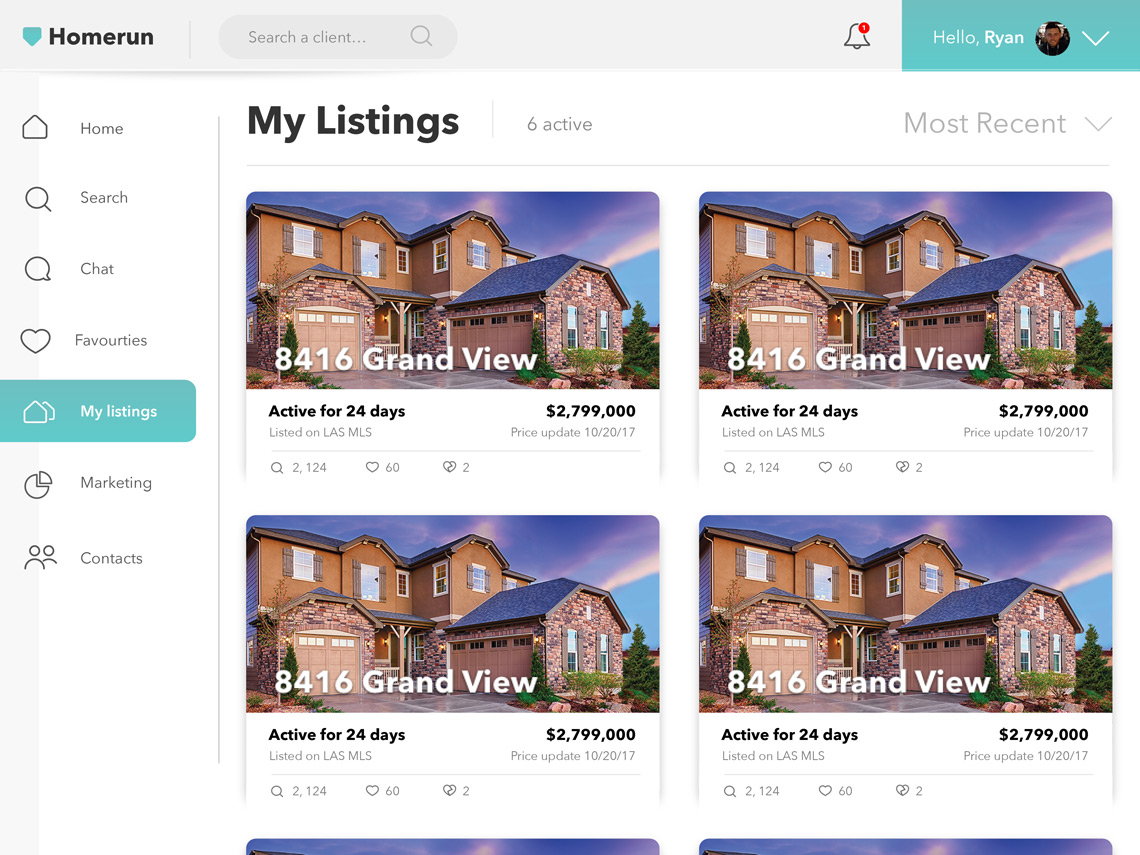 Homerun
Search a client...
1
Hello, Ryan
Home
Search
Chat
Favourties
My listings
Marketing
Contacts
My Listings
6 active
Most Recent
8416 Grand View
Active for 24 days $2,799,000
Listed on LAS MLS Price update 10/20/17
2, 124 60 2
8416 Grand View
Active for 24 days $2,799,000
Listed on LAS MLS Price update 10/20/17
2, 124 60 2
8416 Grand View
Active for 24 days $2,799,000
Listed on LAS MLS Price update 10/20/17
2, 124 60 2
8416 Grand View
Active for 24 days $2,799,000
Listed on LAS MLS Price update 10/20/17
2, 124 60 2